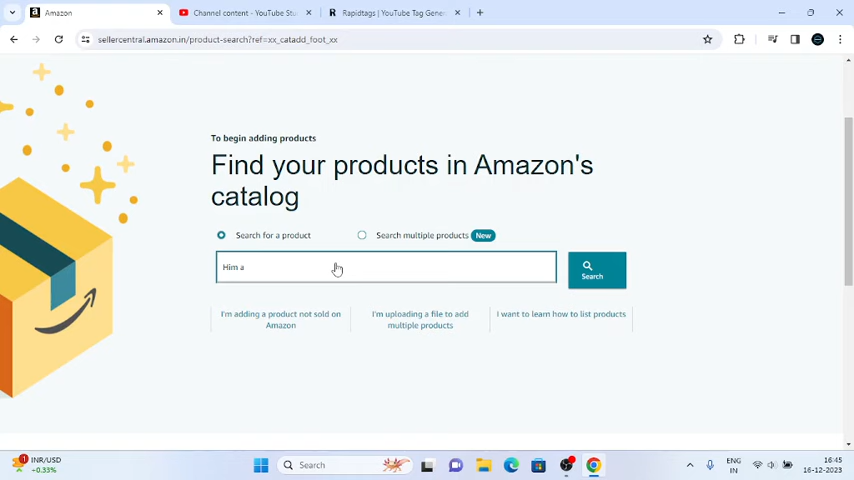 Amazon
Channel content - YouTube Stu
Rapidtags | YouTube Tag Gene
sellercentral.amazon.in/product-search?ref=xx_catadd_foot_xx
To begin adding products
Find your products in Amazon's
catalog
Search for a product
Search multiple products New
Him a
Search
I'm adding a product not sold on
Amazon
I'm uploading a file to add
multiple products
I want to learn how to list products
1
INR/USD
+0.33%
Search
ENG
IN
16:45
16-12-2023